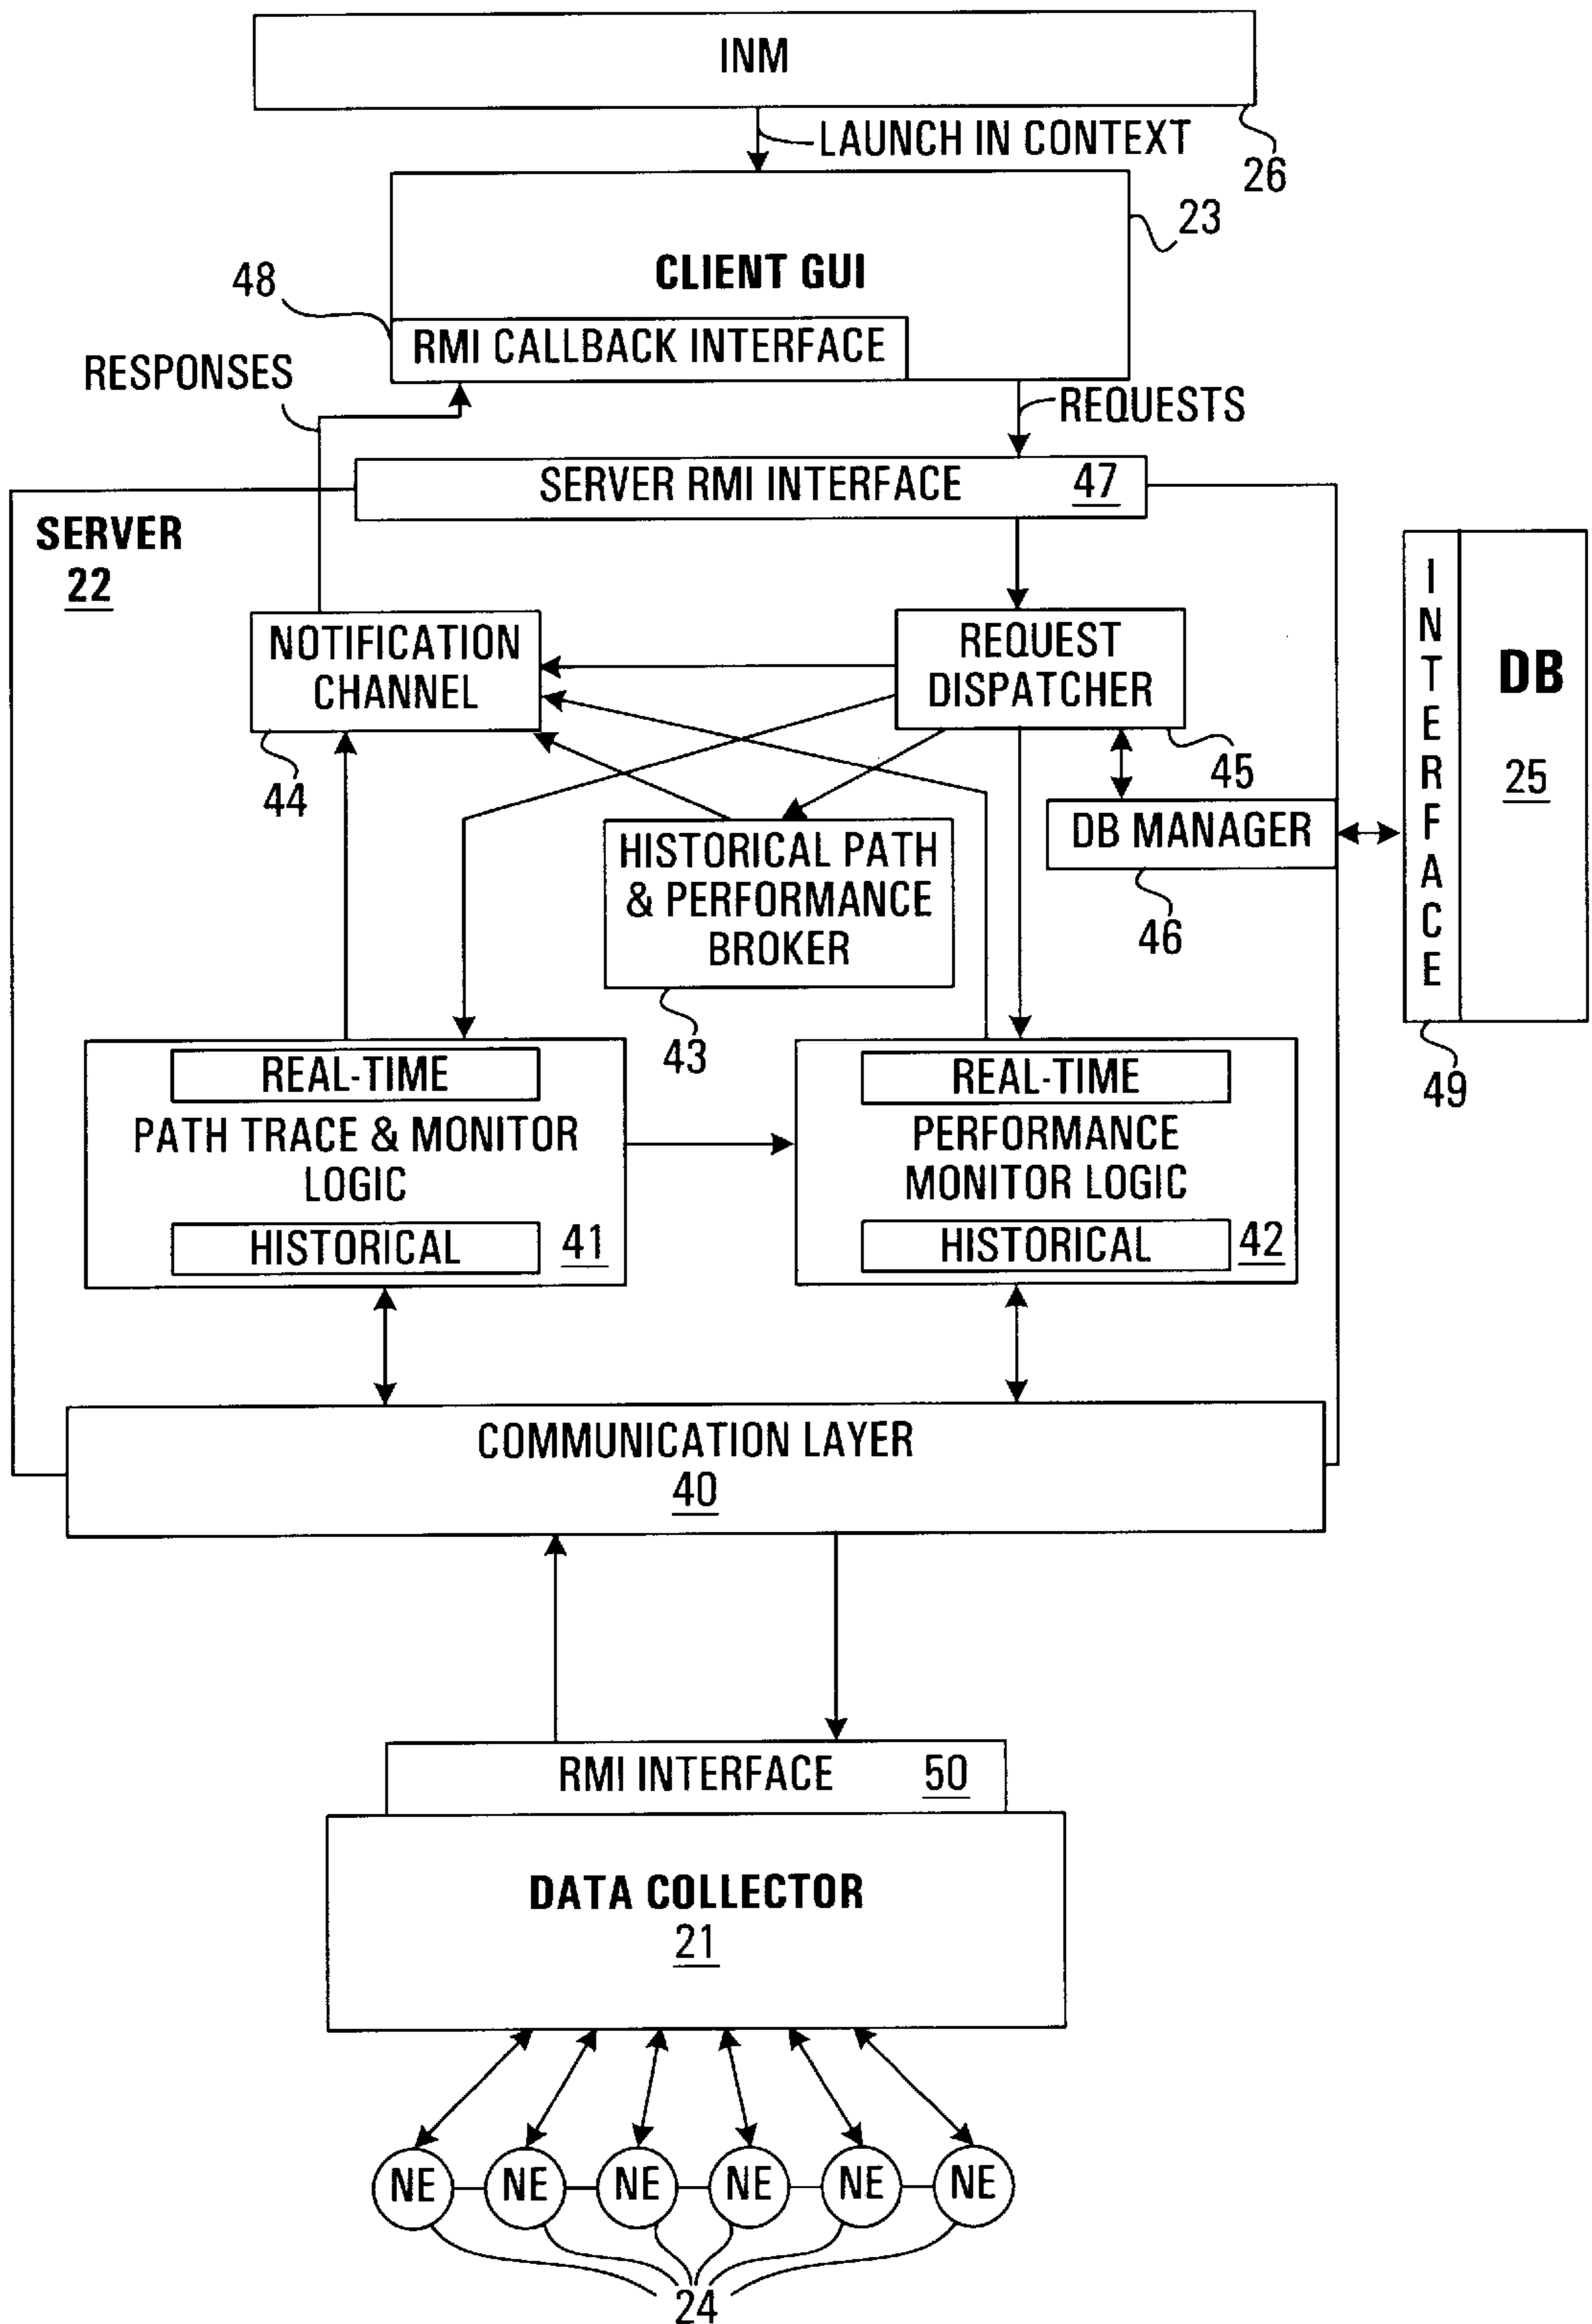 INM
LAUNCH IN CONTEXT
26
23
CLIENT GUI
48
RMI CALLBACK INTERFACE
RESPONSES
REQUESTS
SERVER RMI INTERFACE 47
SERVER
22
NOTIFICATION
CHANNEL
44
REQUEST
DISPATCHER
45
DB MANAGER
46
INTERFACE
DB
25
49
HISTORICAL PATH
& PERFORMANCE
BROKER
43
REAL-TIME
PATH TRACE & MONITOR
LOGIC
HISTORICAL
41
REAL-TIME
PERFORMANCE
MONITOR LOGIC
HISTORICAL
42
COMMUNICATION LAYER
40
RMI INTERFACE 50
DATA COLLECTOR
21
NE NE NE NE NE NE
24